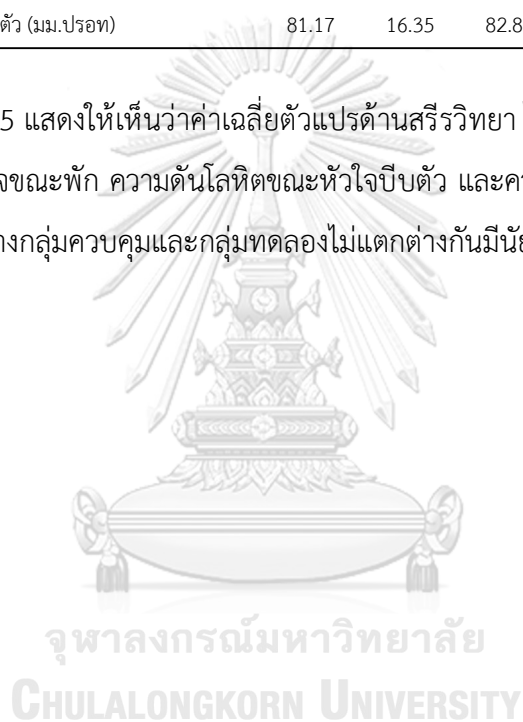 ตัว (มม.ปรอท) 81.17 16.35 82.8
5 แสดงให้เห็นว่าค่าเฉลี่ยตัวแปรด้านสรีรวิทยา
ขณะพัก ความดันโลหิตขณะหัวใจบีบตัว และ
กลุ่มควบคุมและกลุ่มทดลองไม่แตกต่างกันมี
จุฬาลงกรณ์มหาวิทยาลัย
CHULALONGKORN UNIVERSITY